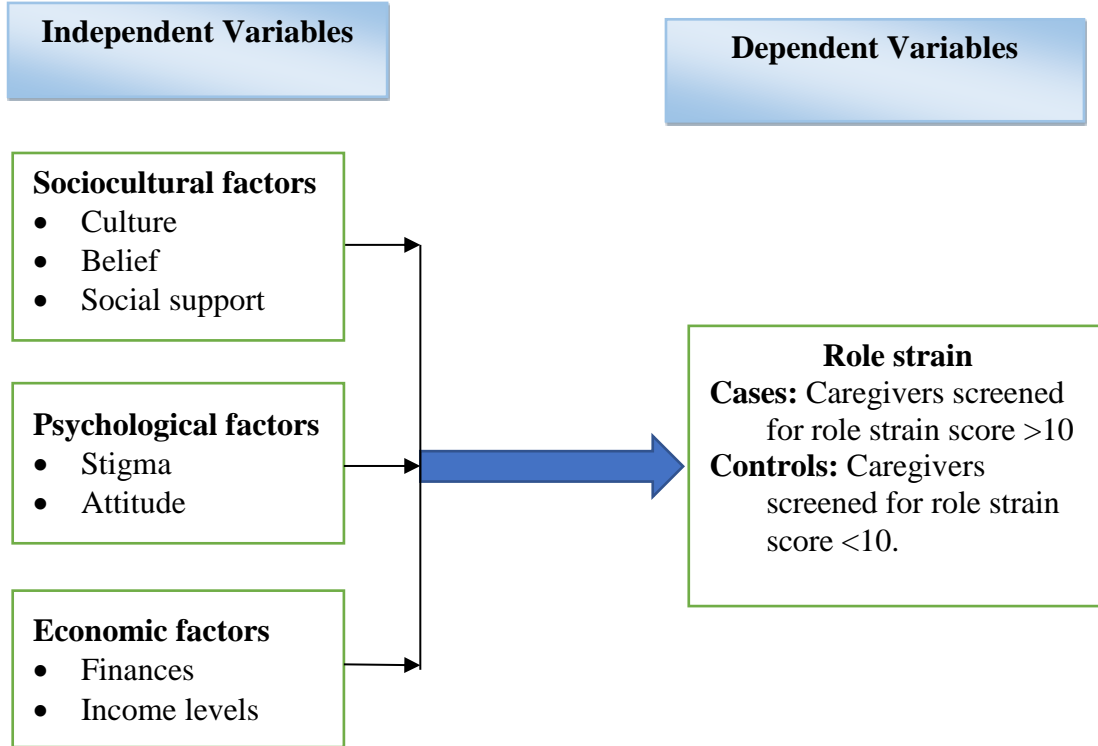 Independent Variables
Dependent Variables
Sociocultural factors
• Culture
• Belief
• Social support
Psychological factors
• Stigma
• Attitude
Economic factors
• Finances
• Income levels
Role strain
Cases: Caregivers screened
for role strain score >10
Controls: Caregivers
screened for role strain
score <10.